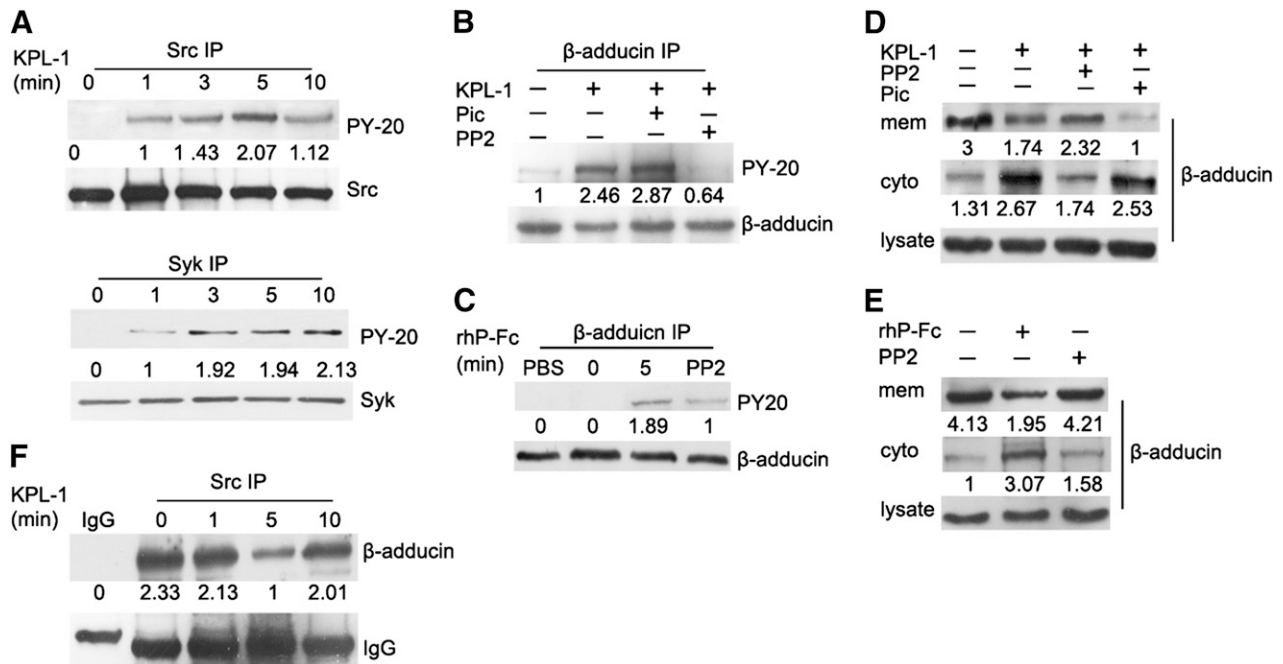 A
Src IP
KPL-1
(min) 0 1 3 5 10
PY-20
0 1 1 .43 2.07 1.12
Src
Syk IP
0 1 3 5 10
PY-20
0 1 1.92 1.94 2.13
Syk
B
β-adducin IP
KPL-1 – + + +
Pic – – + –
PP2 – – – +
PY-20
1 2.46 2.87 0.64
β-adducin
C
rhP-Fc β-adduicn IP
(min) PBS 0 5 PP2
PY20
0 0 1.89 1
β-adducin
D
KPL-1 – + + +
PP2 – – + –
Pic – – – +
mem
3 1.74 2.32 1
cyto
β-adducin
1.31 2.67 1.74 2.53
lysate
E
rhP-Fc – + –
PP2 – – +
mem
4.13 1.95 4.21
cyto
β-adducin
1 3.07 1.58
lysate
F
Src IP
KPL-1
(min) IgG 0 1 5 10
β-adducin
0 2.33 2.13 1 2.01
IgG